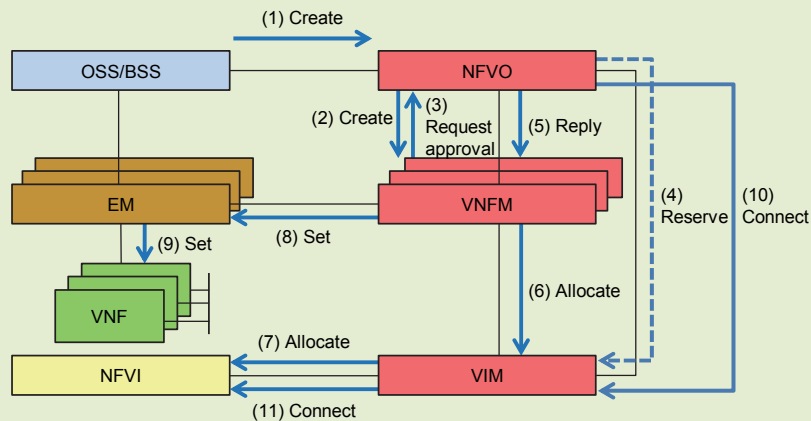 (1) Create
OSS/BSS
NFVO
(2) Create
(3)
Request
approval
(5) Reply
EM
VNFM
(4)
Reserve
(10)
Connect
(8) Set
(9) Set
(6) Allocate
VNF
(7) Allocate
NFVI
VIM
(11) Connect